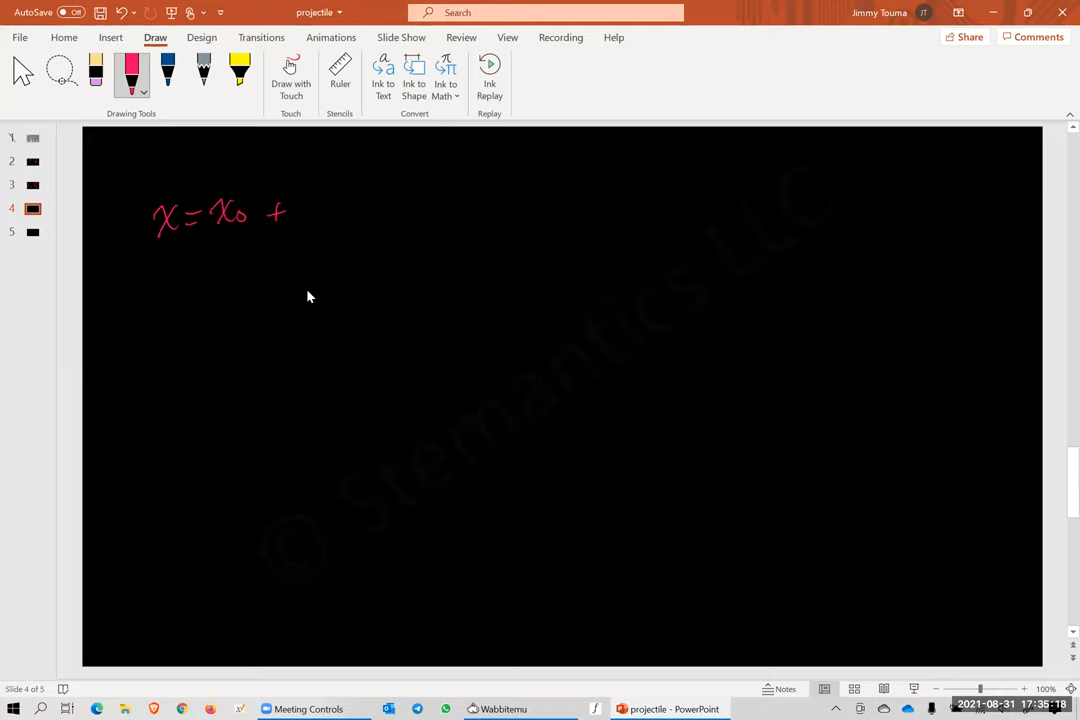 AutoSave Off projectile Search Jimmy Touma JT
File Home Insert Draw Design Transitions Animations Slide Show Review View Recording Help Share Comments
Draw with Touch Ruler Ink to Text Ink to Shape Ink to Math Ink Replay
Drawing Tools Touch Stencils Convert Replay
1
2
3
4
5
x = x₀ +
© Stemantics LLC
Slide 4 of 5 Notes 100%
Meeting Controls Wabbitemu projectile - PowerPoint 2021-08-31 17:35:18